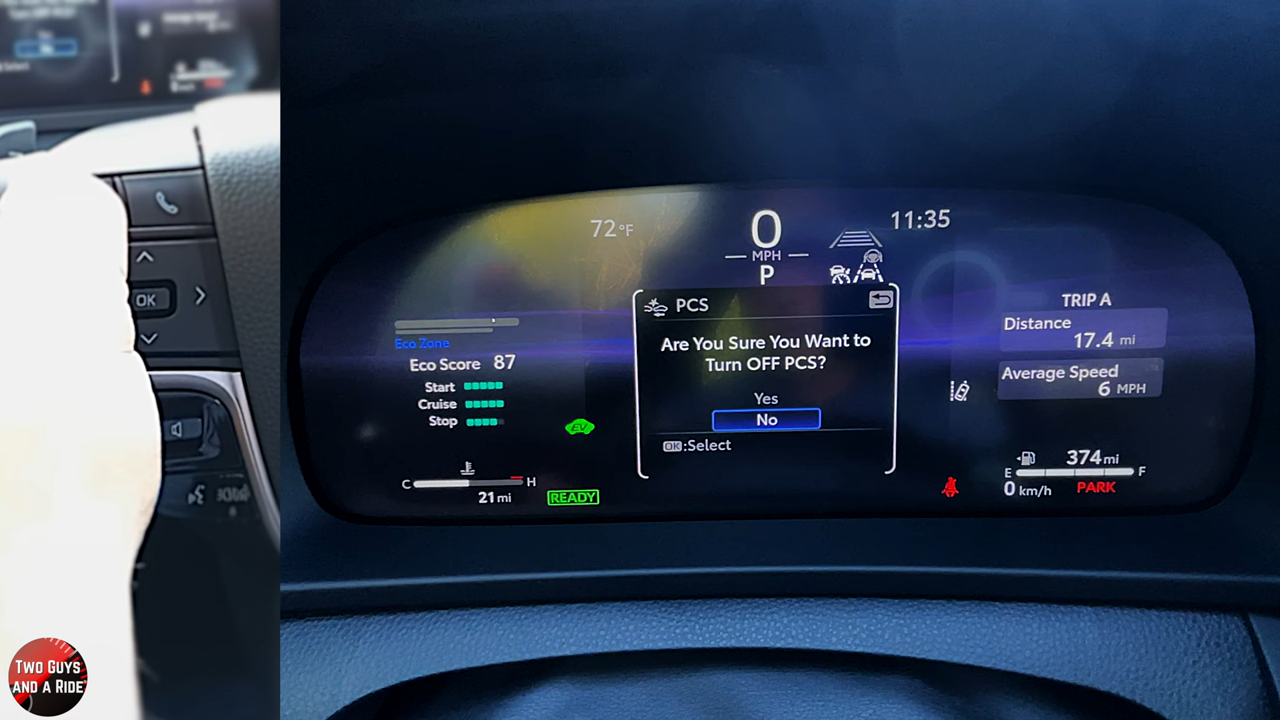 72°F
0
MPH
P
11:35
PCS
Are You Sure You Want to
Turn OFF PCS?
Yes
No
OK:Select
Eco Zone
Eco Score 87
Start
Cruise
Stop
EV
C H
21 mi
READY
TRIP A
Distance
17.4 mi
Average Speed
6 MPH
374 mi
E F
0 km/h
PARK
OK
TWO GUYS
AND A RIDE